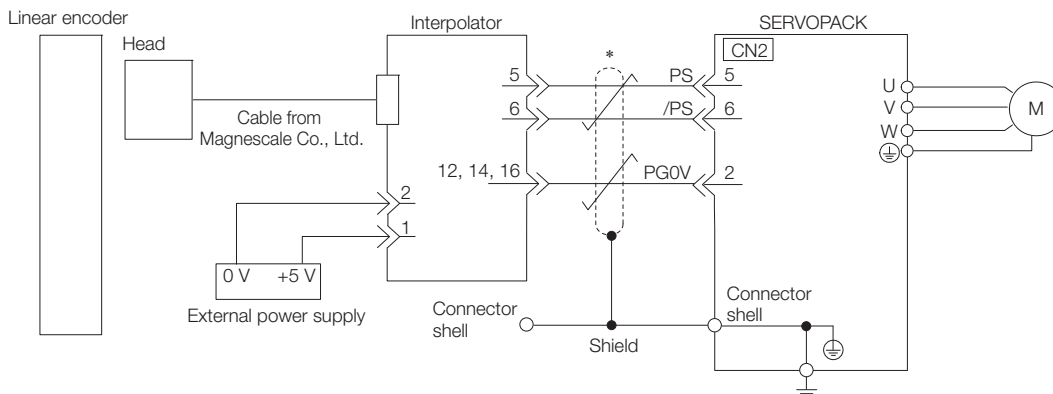 Linear encoder
Head
Interpolator
SERVOPACK
*
CN2
5
PS
5
U
V
M
6
/PS
6
W
Cable from
Magnescale Co., Ltd.
12, 14, 16
PG0V
2
2
1
0 V
+5 V
External power supply
Connector
shell
Shield
Connector
shell